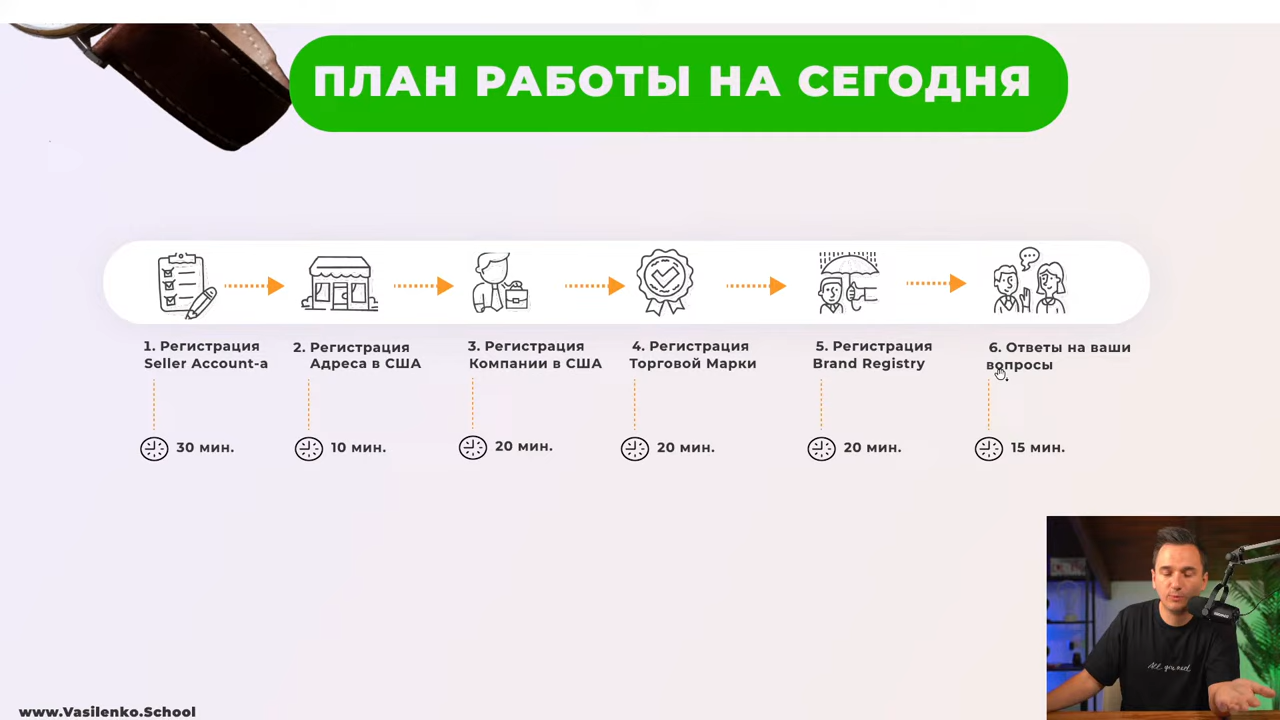 ПЛАН РАБОТЫ НА СЕГОДНЯ
1. Регистрация
Seller Account-a
2. Регистрация
Адреса в США
3. Регистрация
Компании в США
4. Регистрация
Торговой Марки
5. Регистрация
Brand Registry
6. Ответы на ваши
вопросы
30 мин.
10 мин.
20 мин.
20 мин.
20 мин.
15 мин.
www.Vasilenko.School